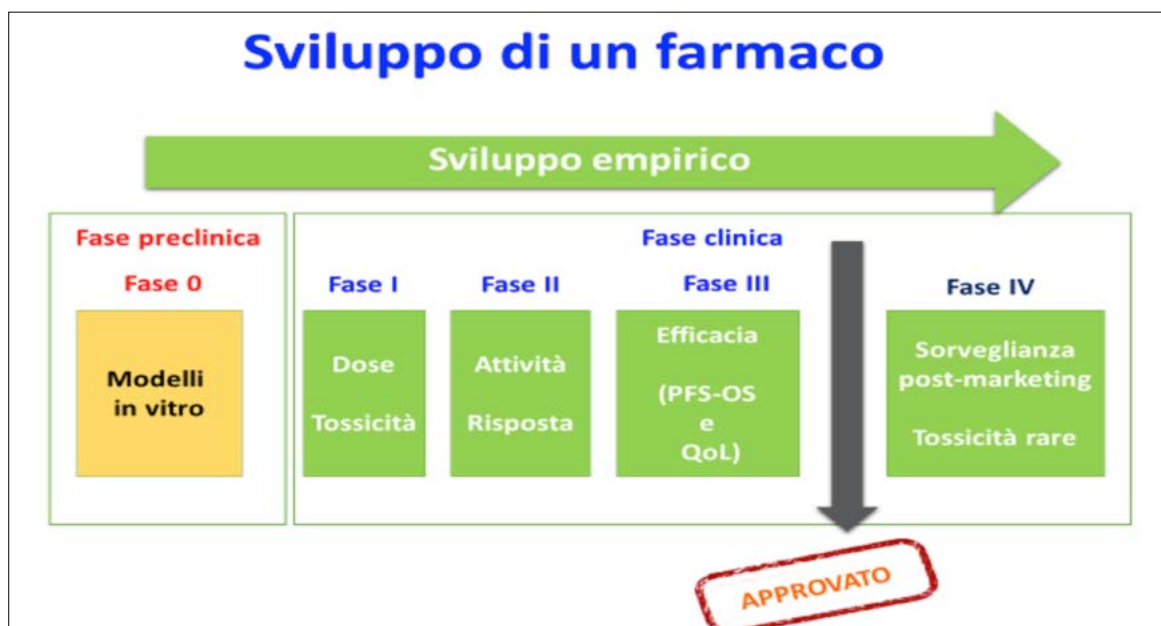 Sviluppo di un farmaco
Sviluppo empirico
Fase preclinica
Fase 0
Modelli
in vitro
Fase clinica
Fase I
Dose
Tossicità
Fase II
Attività
Risposta
Fase III
Efficacia
(PFS-OS
e
QoL)
Fase IV
Sorveglianza
post-marketing
Tossicità rare
APPROVATO